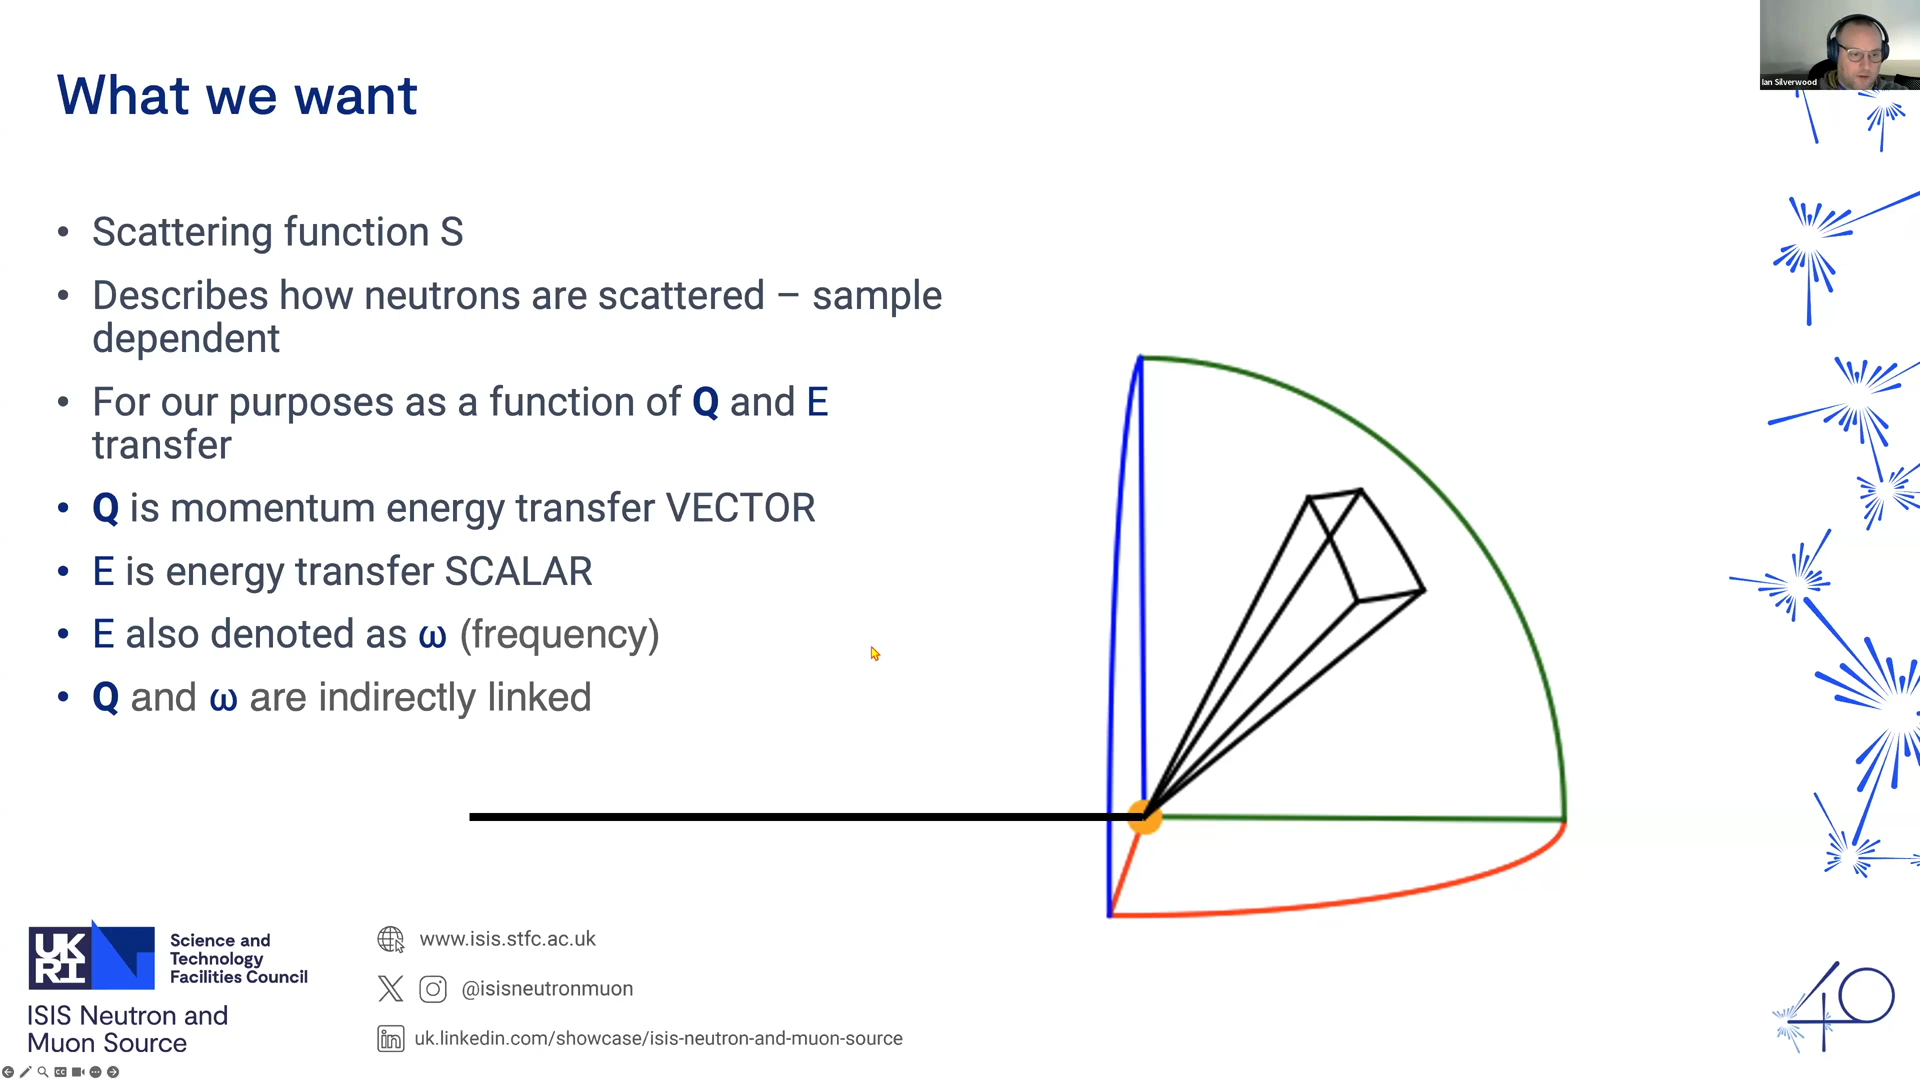 Ian Silverwood
What we want
• Scattering function S
• Describes how neutrons are scattered – sample
dependent
• For our purposes as a function of Q and E
transfer
• Q is momentum energy transfer VECTOR
• E is energy transfer SCALAR
• E also denoted as ω (frequency)
• Q and ω are indirectly linked
UK
RI
Science and
Technology
Facilities Council
ISIS Neutron and
Muon Source
www.isis.stfc.ac.uk
@isisneutronmuon
uk.linkedin.com/showcase/isis-neutron-and-muon-source
40